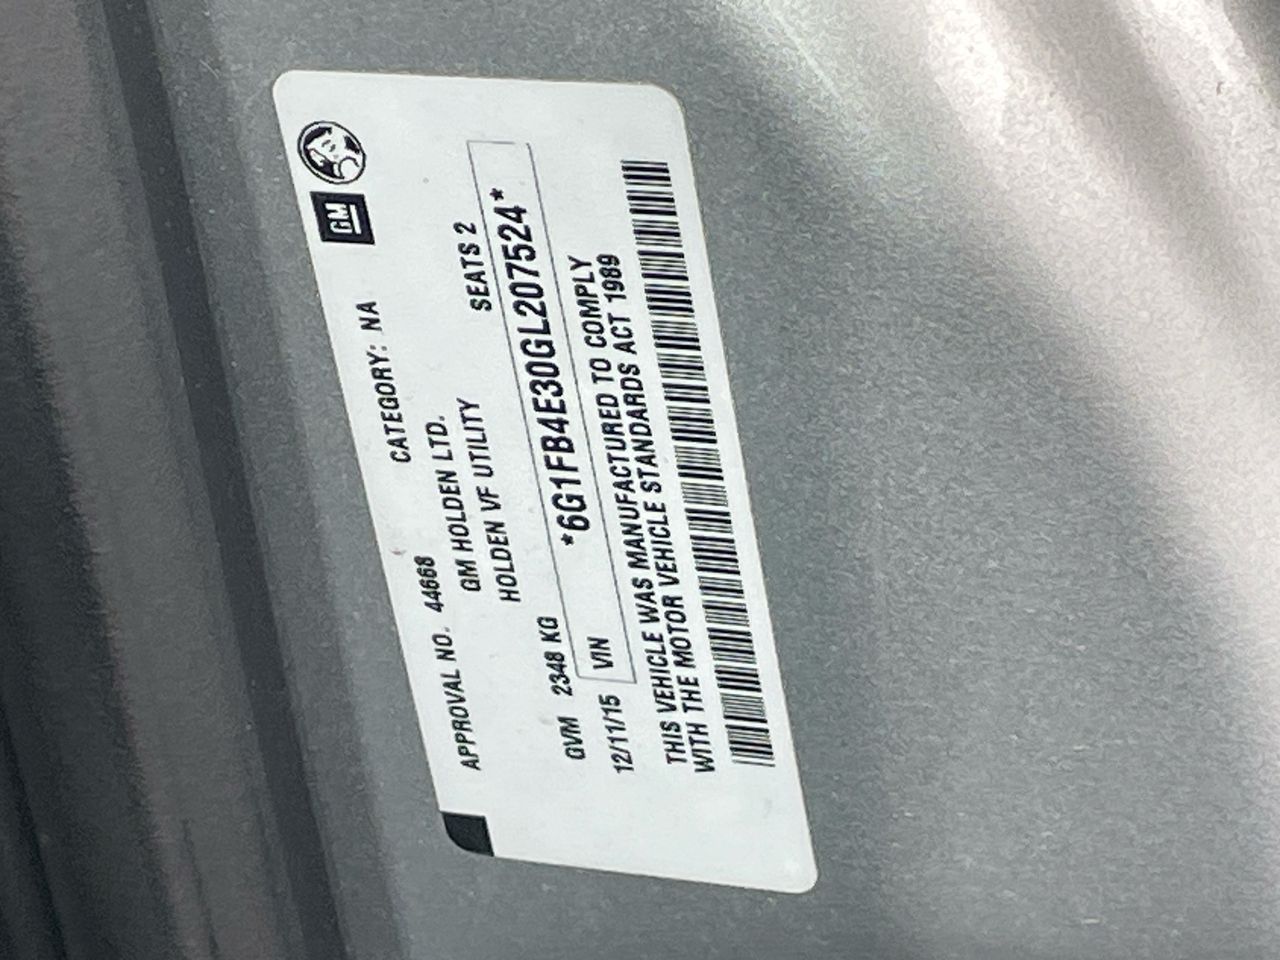 GM
APPROVAL NO. 44668 CATEGORY: NA
GM HOLDEN LTD.
HOLDEN VF UTILITY SEATS 2
GVM 2348 KG
12/11/15 VIN *6G1FB4E30GL207524*
THIS VEHICLE WAS MANUFACTURED TO COMPLY
WITH THE MOTOR VEHICLE STANDARDS ACT 1989